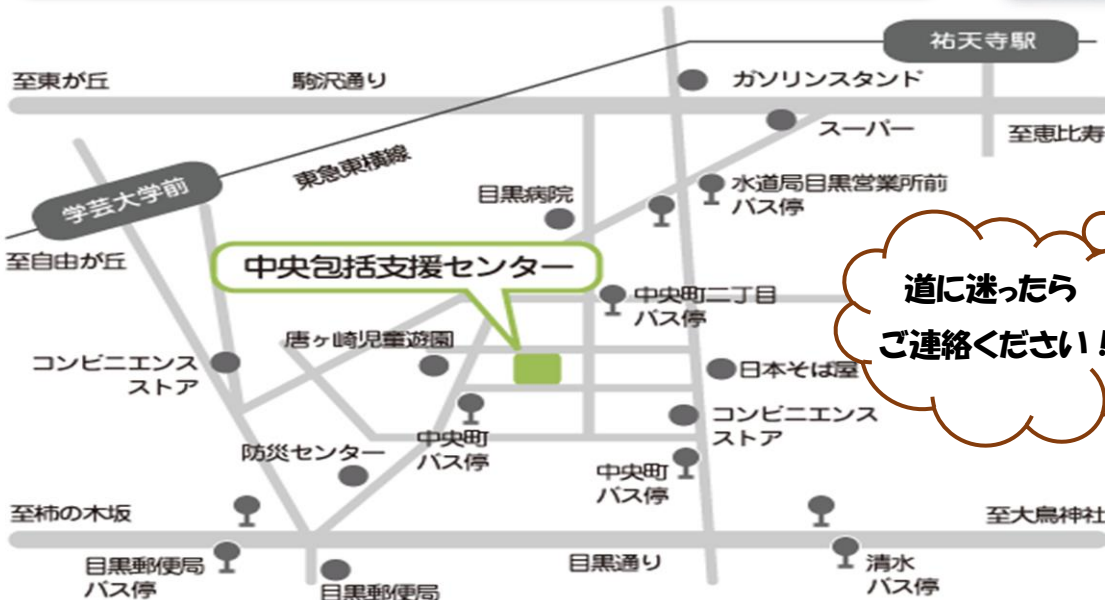 祐天寺駅
至東が丘
駒沢通り
ガソリンスタンド
スーパー
至恵比寿
東急東横線
学芸大学前
目黒病院
水道局目黒営業所前
バス停
至自由が丘
中央包括支援センター
中央町二丁目
バス停
道に迷ったら
ご連絡ください！
唐ヶ崎児童遊園
コンビニエンス
ストア
日本そば屋
コンビニエンス
ストア
中央町
バス停
防災センター
中央町
バス停
至柿の木坂
至大鳥神社
目黒郵便局
バス停
目黒郵便局
目黒通り
清水
バス停